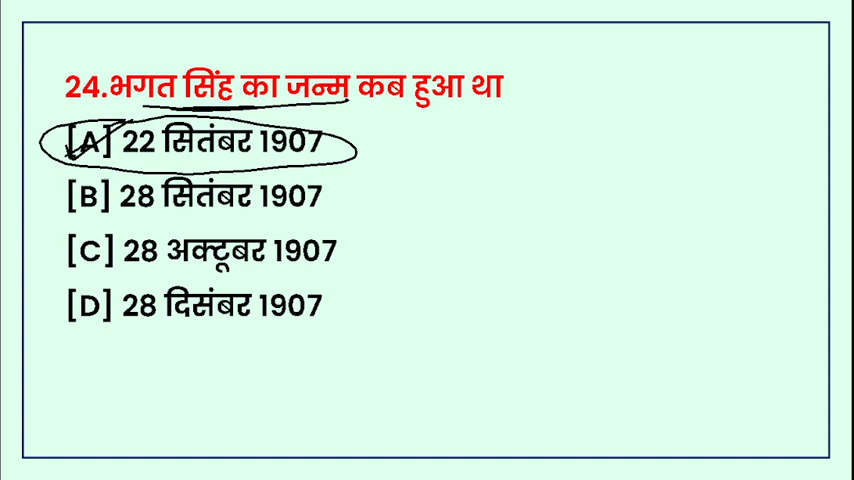 24.भगत सिंह का जन्म कब हुआ था
[A] 22 सितंबर 1907
[B] 28 सितंबर 1907
[C] 28 अक्टूबर 1907
[D] 28 दिसंबर 1907